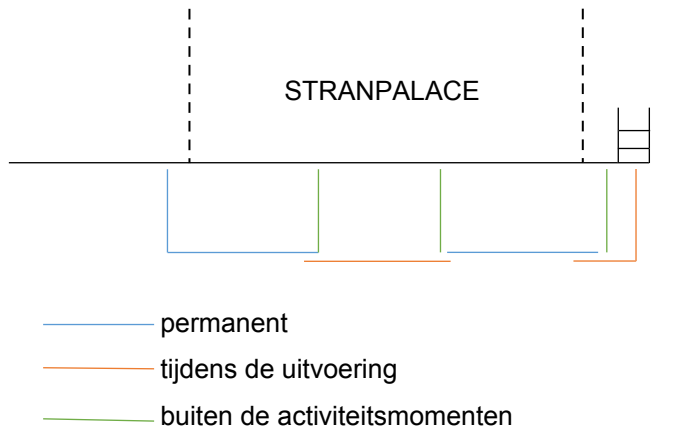 STRANPALACE
permanent
tijdens de uitvoering
buiten de activiteitsmomenten